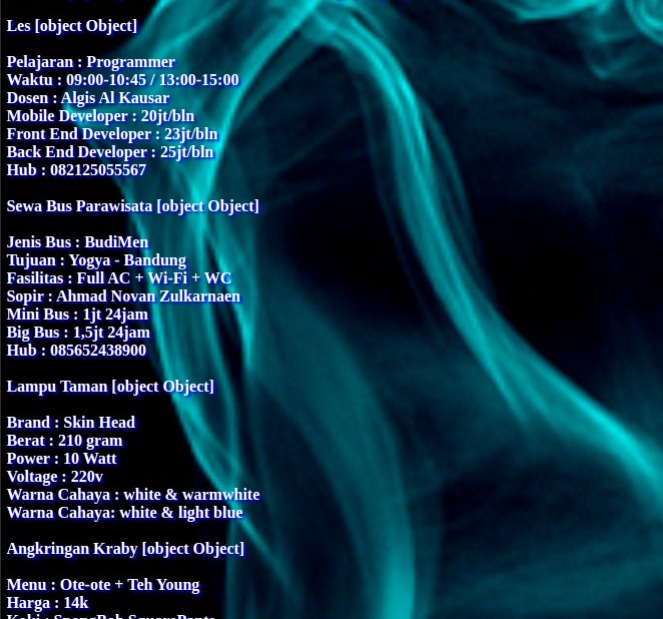 Les [object Object]
Pelajaran : Programmer
Waktu : 09:00-10:45 / 13:00-15:00
Dosen : Algis Al Kausar
Mobile Developer : 20jt/bln
Front End Developer : 23jt/bln
Back End Developer : 25jt/bln
Hub : 082125055567
Sewa Bus Parawisata [object Object]
Jenis Bus : BudiMen
Tujuan : Yogya - Bandung
Fasilitas : Full AC + Wi-Fi + WC
Sopir : Ahmad Novan Zulkarnaen
Mini Bus : 1jt 24jam
Big Bus : 1,5jt 24jam
Hub : 085652438900
Lampu Taman [object Object]
Brand : Skin Head
Berat : 210 gram
Power : 10 Watt
Voltage : 220v
Warna Cahaya : white & warmwhite
Warna Cahaya: white & light blue
Angkringan Kraby [object Object]
Menu : Ote-ote + Teh Young
Harga : 14k
Koki : SpongBob SquarePants